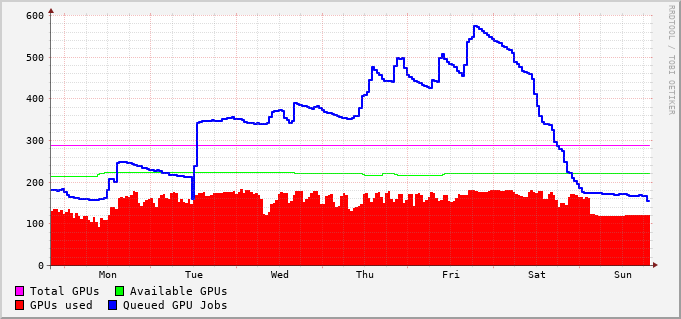 600
500
400
300
200
100
0
Mon Tue Wed Thu Fri Sat Sun
Total GPUs Available GPUs
GPUs used Queued GPU Jobs
RRDTOOL / TOBI OETIKER